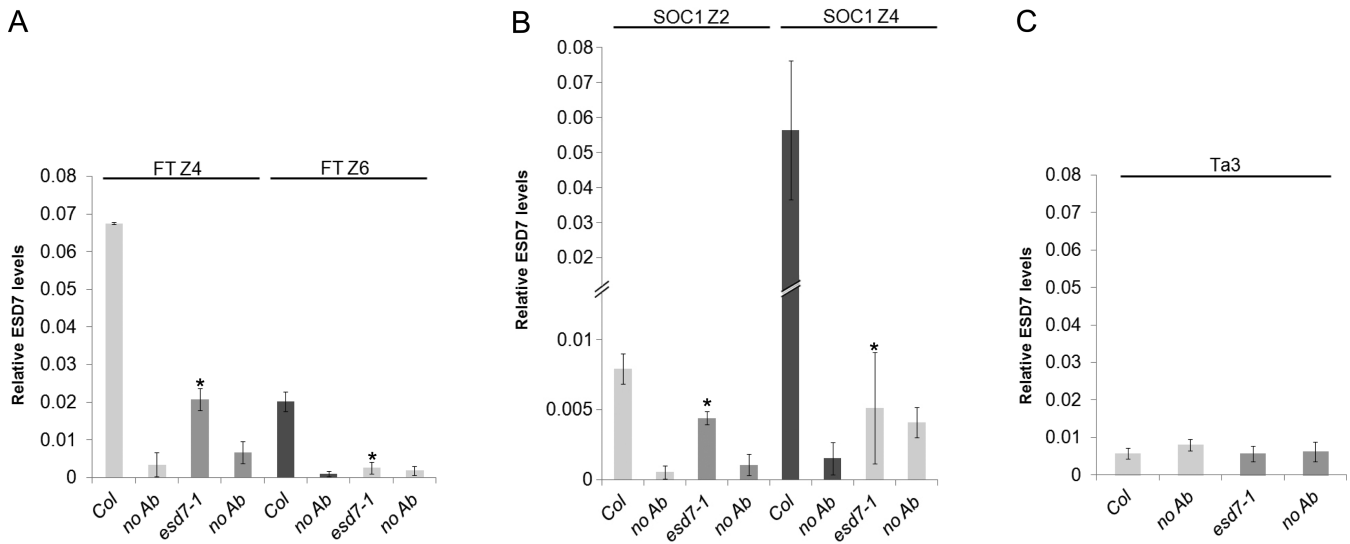 A
FT Z4 FT Z6
Relative ESD7 levels
0.08
0.07
0.06
0.05
0.04
0.03
0.02
0.01
0
* *
Col no Ab esd7-1 no Ab Col no Ab esd7-1 no Ab
B
SOC1 Z2 SOC1 Z4
Relative ESD7 levels
0.08
0.07
0.06
0.05
0.04
0.03
0.02
0.01
0.005
0
* *
Col no Ab esd7-1 no Ab Col no Ab esd7-1 no Ab
C
Ta3
Relative ESD7 levels
0.08
0.07
0.06
0.05
0.04
0.03
0.02
0.01
0
Col no Ab esd7-1 no Ab